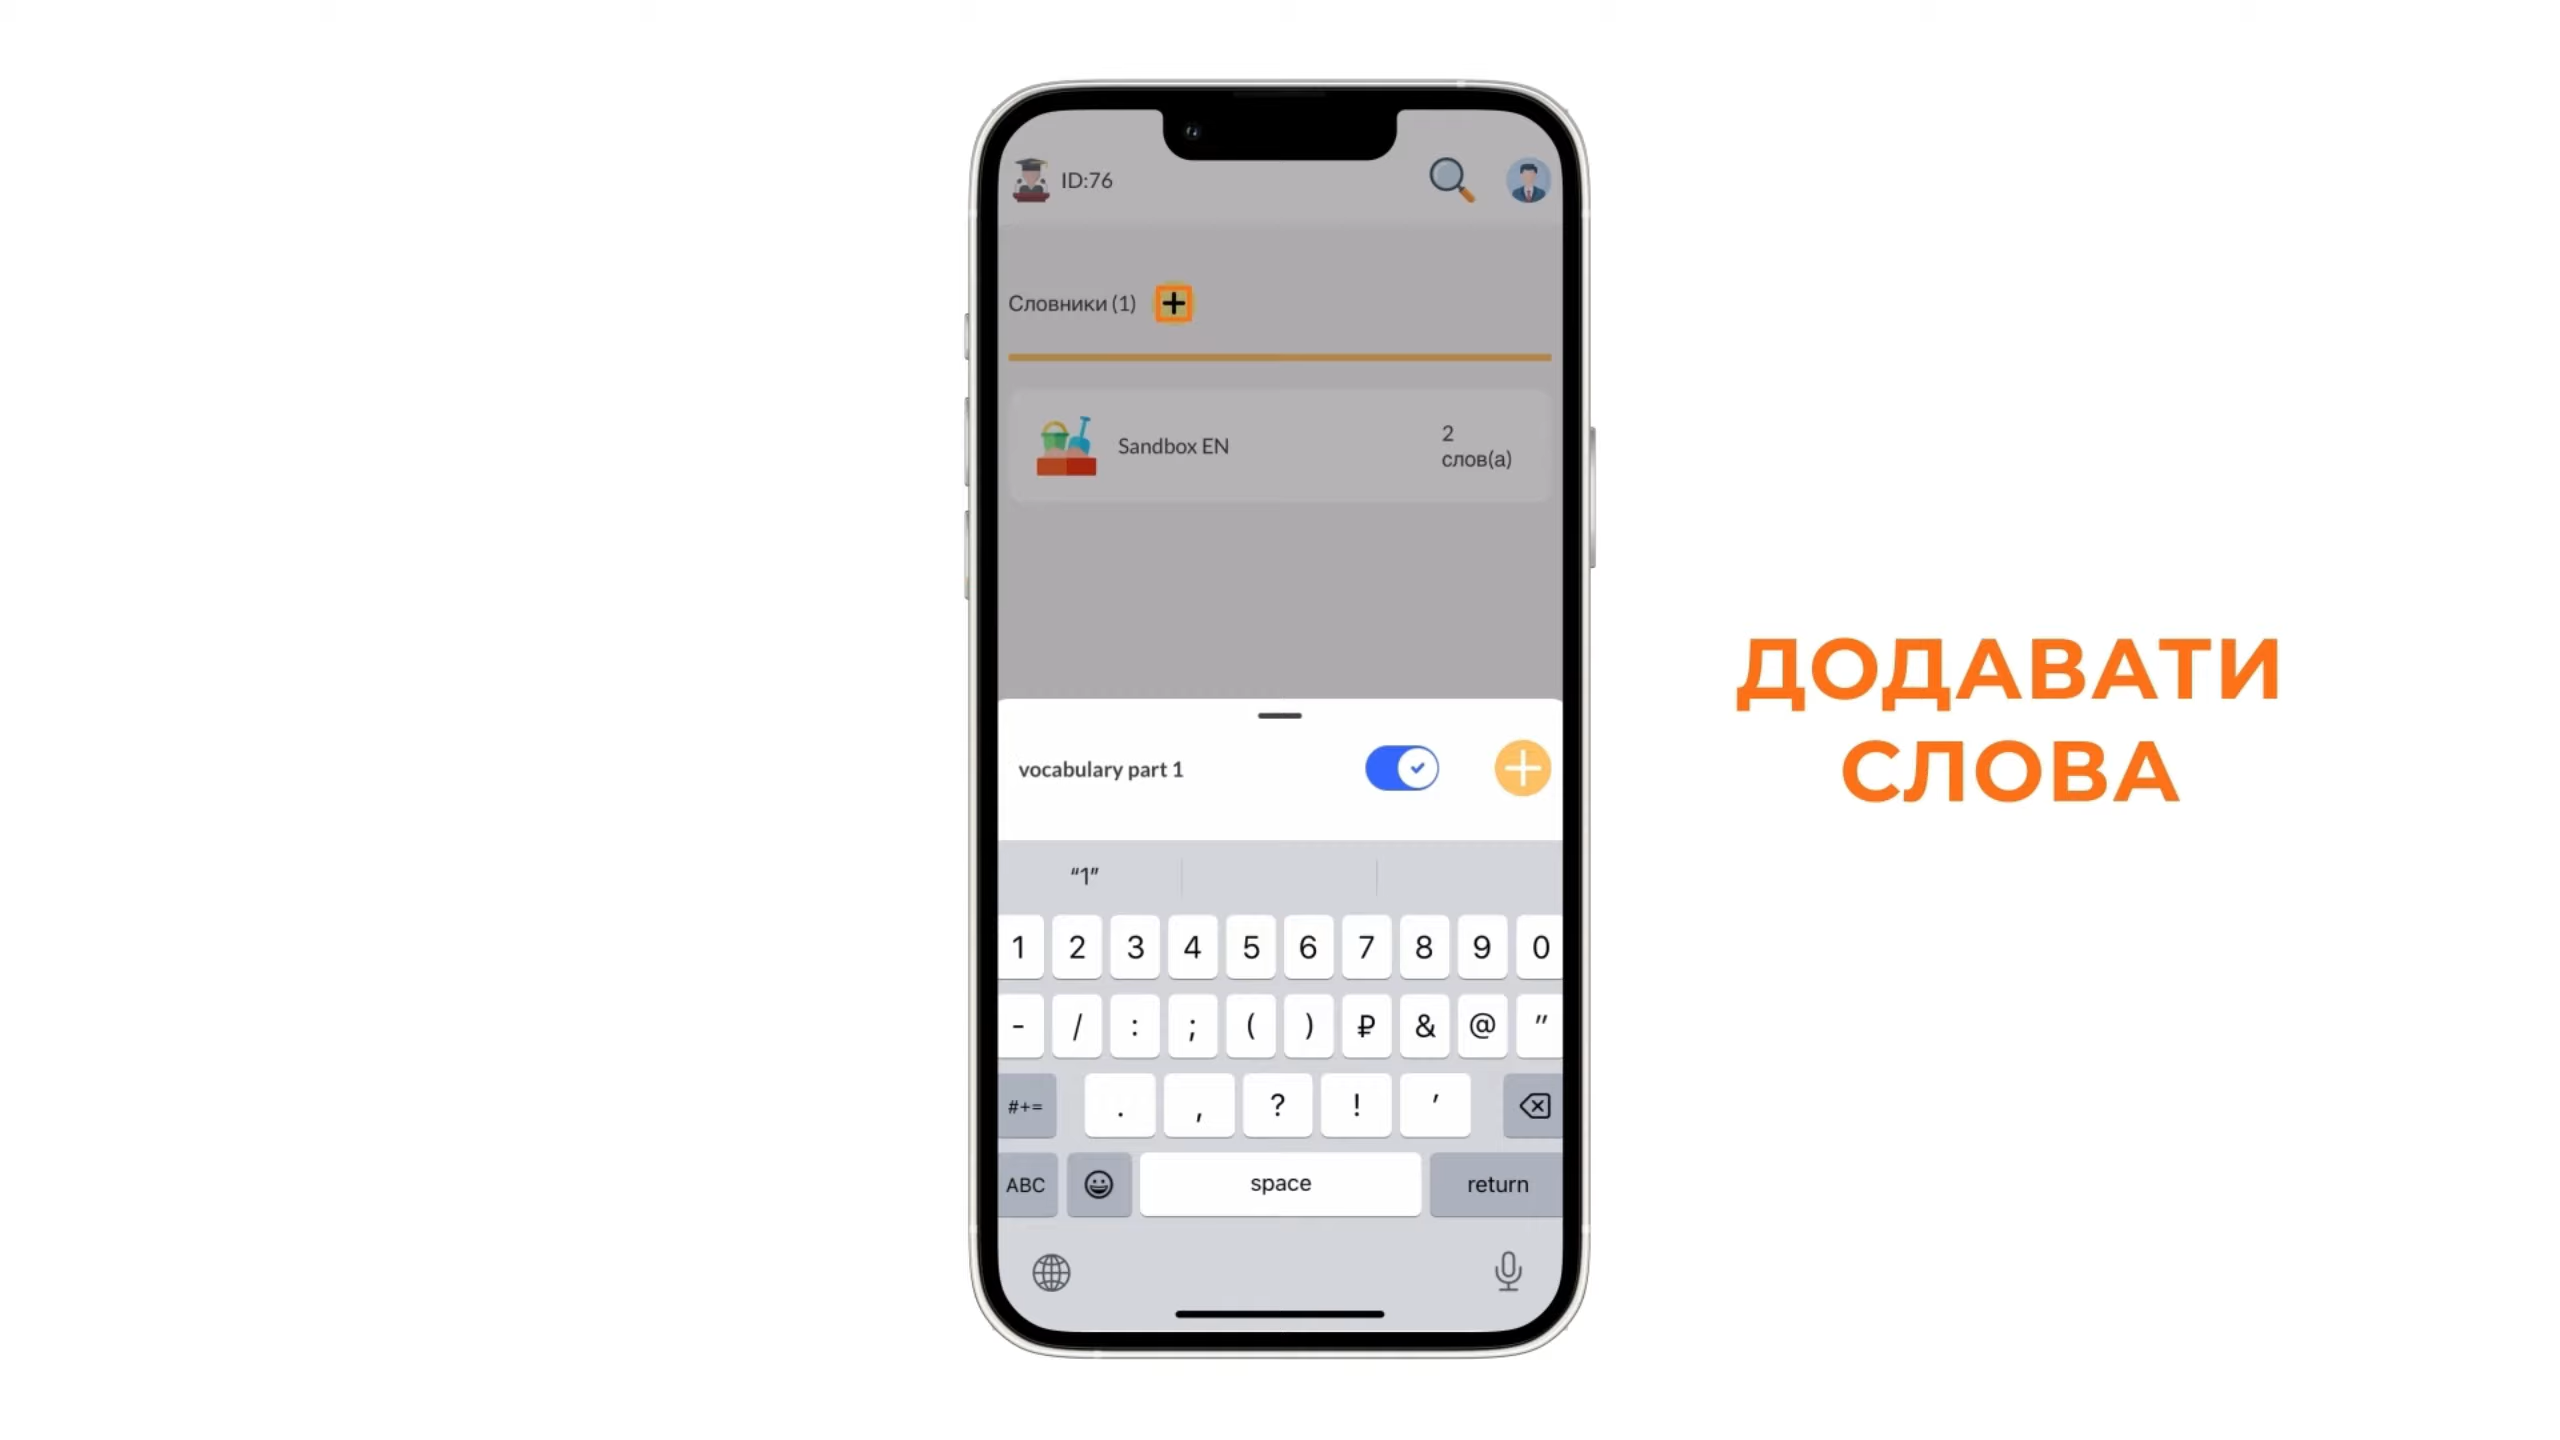 ID:76
Словники (1)
Sandbox EN
2
слов(а)
ДОДАВАТИ
СЛОВА
vocabulary part 1
“1”
1 2 3 4 5 6 7 8 9 0
- / : ; ( ) ₽ & @ "
#+= . , ? ! '
ABC space return